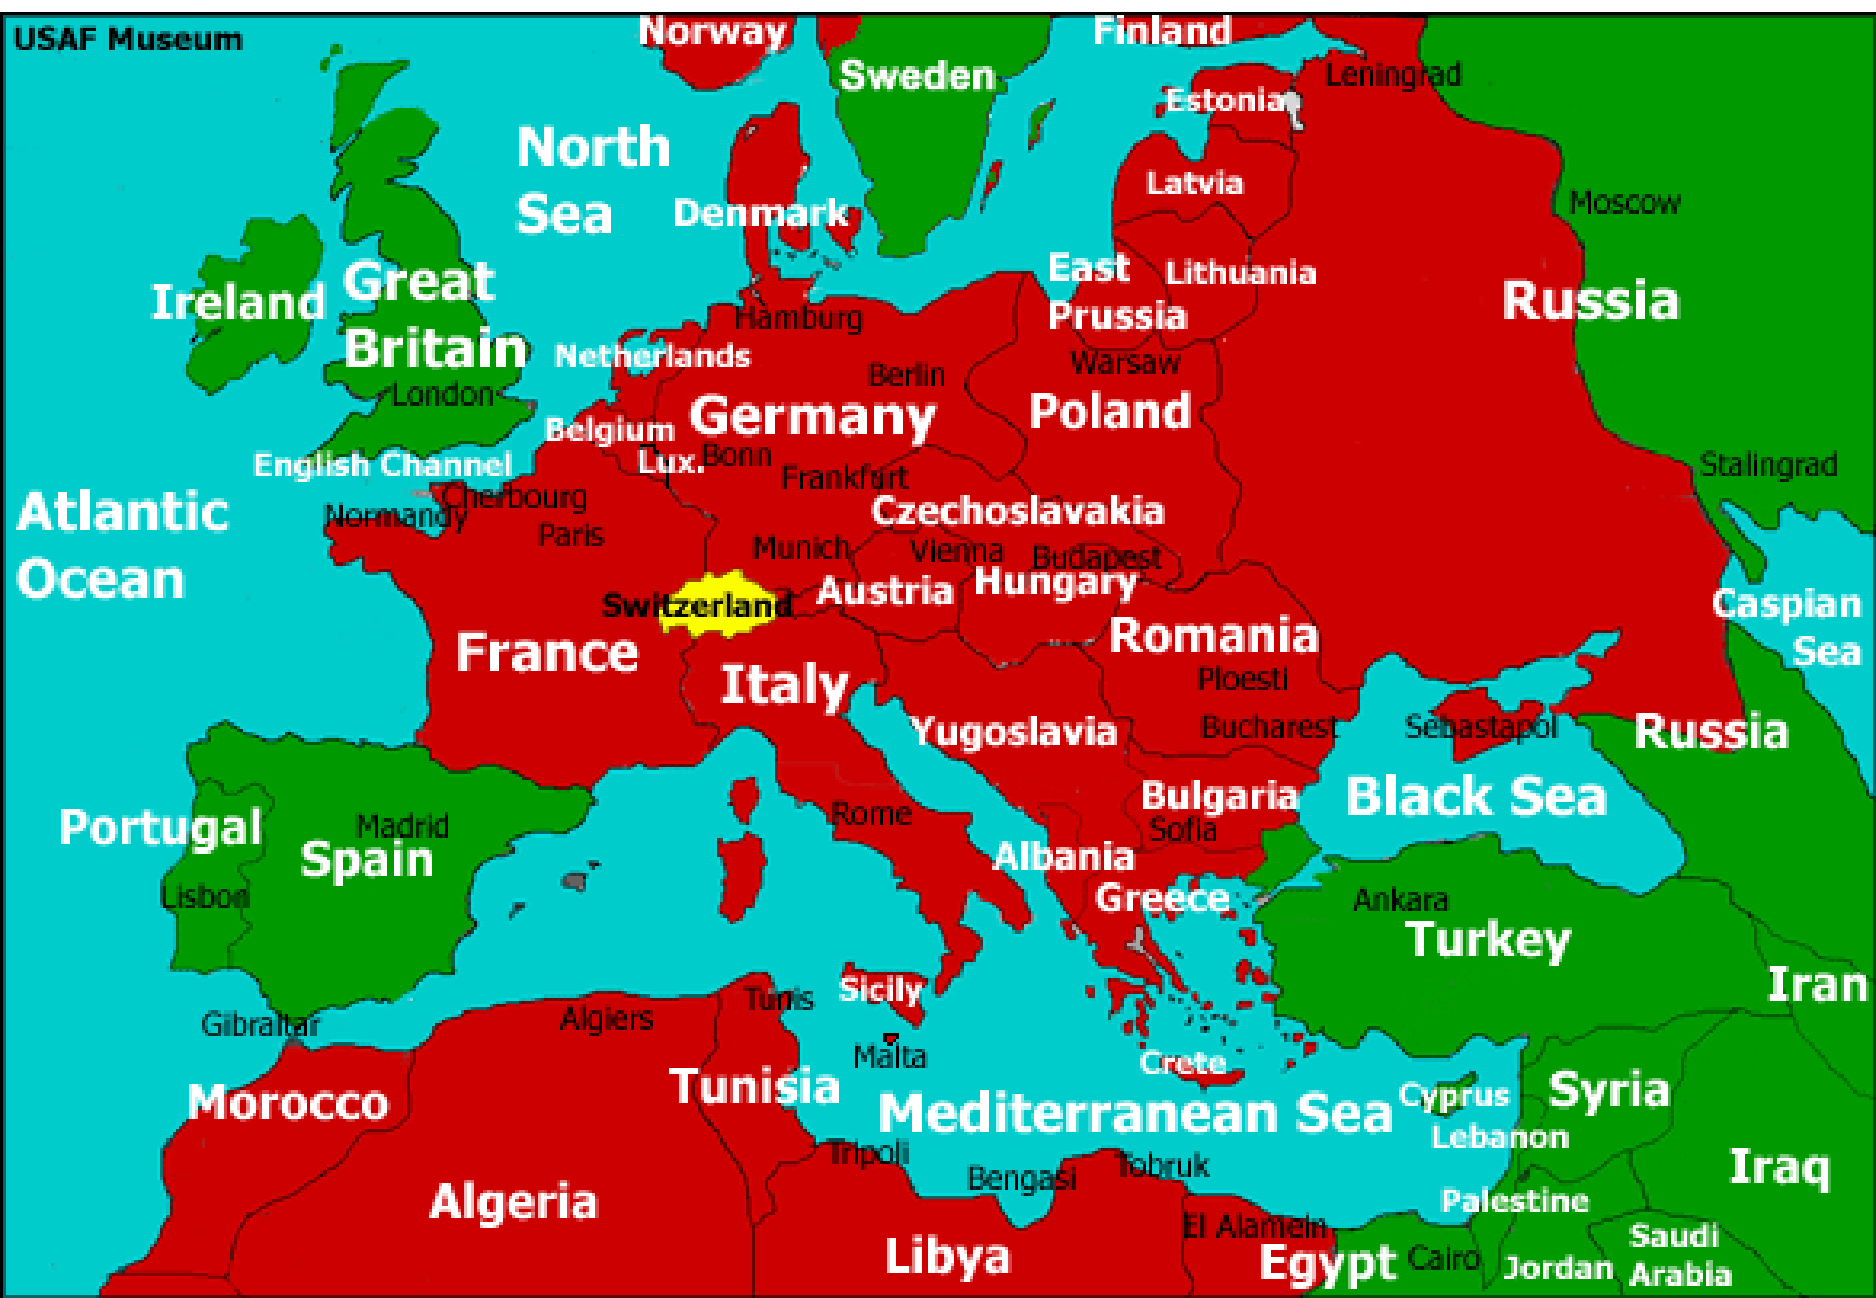 USAF Museum
Norway
Finland
Sweden
Leningrad
Estonia
North
Sea
Latvia
Moscow
Denmark
East
Prussia
Lithuania
Ireland
Great
Britain
Russia
Hamburg
Netherlands
Warsaw
Berlin
London
Germany
Poland
Belgium
English Channel
Lux.
Bonn
Stalingrad
Frankfurt
Cherbourg
Atlantic
Ocean
Normandy
Czechoslavakia
Paris
Munich
Vienna
Budapest
Austria
Hungary
Switzerland
Caspian
Sea
Romania
France
Italy
Ploesti
Yugoslavia
Bucharest
Sebastapol
Russia
Bulgaria
Black Sea
Portugal
Madrid
Rome
Sofia
Spain
Albania
Lisbon
Greece
Ankara
Turkey
Iran
Sicily
Tunis
Algiers
Gibraltar
Malta
Crete
Tunisia
Morocco
Mediterranean Sea
Cyprus
Syria
Lebanon
Tripoli
Bengasi
Tobruk
Iraq
Algeria
Palestine
El Alamein
Libya
Egypt
Cairo
Jordan
Saudi
Arabia